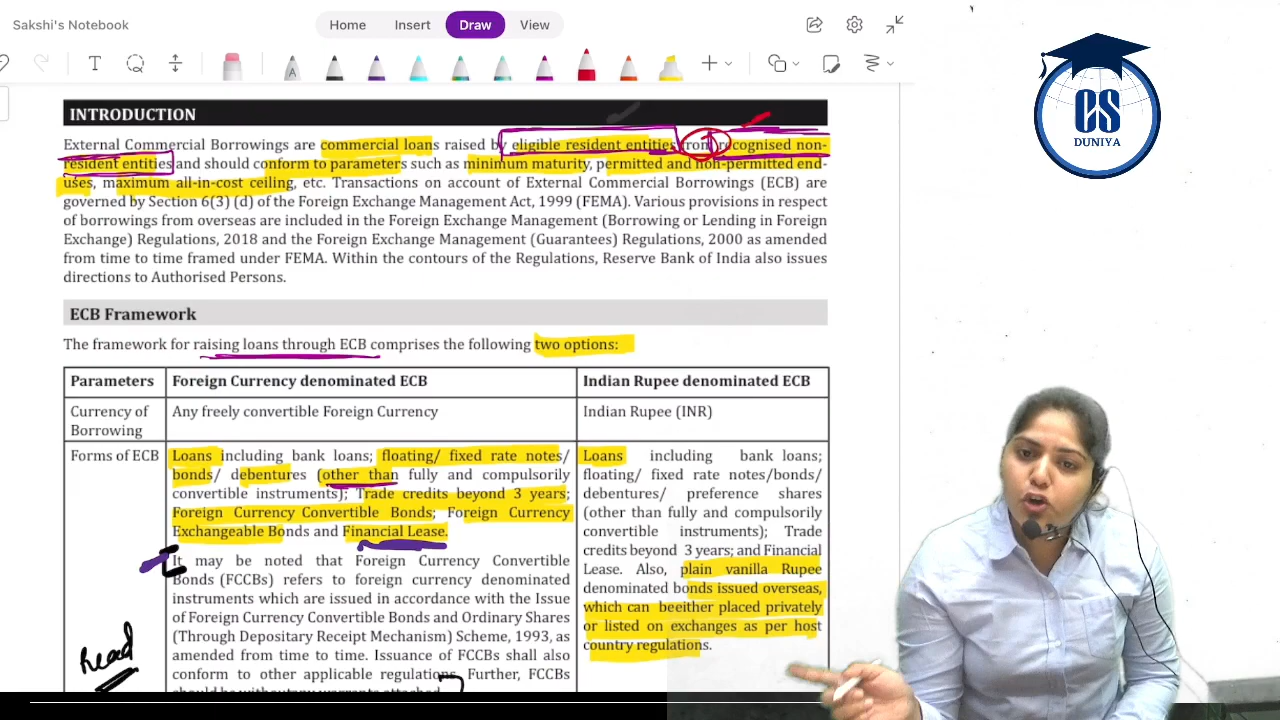 Sakshi's Notebook
Home Insert Draw View
T
A
CS
DUNIYA
INTRODUCTION
External Commercial Borrowings are commercial loans raised by eligible resident entities from recognised non-
resident entities and should conform to parameters such as minimum maturity, permitted and non-permitted end-
uses, maximum all-in-cost ceiling, etc. Transactions on account of External Commercial Borrowings (ECB) are
governed by Section 6(3) (d) of the Foreign Exchange Management Act, 1999 (FEMA). Various provisions in respect
of borrowings from overseas are included in the Foreign Exchange Management (Borrowing or Lending in Foreign
Exchange) Regulations, 2018 and the Foreign Exchange Management (Guarantees) Regulations, 2000 as amended
from time to time framed under FEMA. Within the contours of the Regulations, Reserve Bank of India also issues
directions to Authorised Persons.
ECB Framework
The framework for raising loans through ECB comprises the following two options:
Parameters Foreign Currency denominated ECB Indian Rupee denominated ECB
Currency of Borrowing
Any freely convertible Foreign Currency
Indian Rupee (INR)
Forms of ECB
Loans including bank loans; floating/ fixed rate notes/
bonds/ debentures (other than fully and compulsorily
convertible instruments); Trade credits beyond 3 years;
Foreign Currency Convertible Bonds; Foreign Currency
Exchangeable Bonds and Financial Lease.
It may be noted that Foreign Currency Convertible
Bonds (FCCBs) refers to foreign currency denominated
instruments which are issued in accordance with the Issue
of Foreign Currency Convertible Bonds and Ordinary Shares
(Through Depositary Receipt Mechanism) Scheme, 1993, as
amended from time to time. Issuance of FCCBs shall also
conform to other applicable regulations. Further, FCCBs
should be without any warrants attached.
Loans including bank loans;
floating/ fixed rate notes/bonds/
debentures/ preference shares
(other than fully and compulsorily
convertible instruments); Trade
credits beyond 3 years; and Financial
Lease. Also, plain vanilla Rupee
denominated bonds issued overseas,
which can beeither placed privately
or listed on exchanges as per host
country regulations.
Read